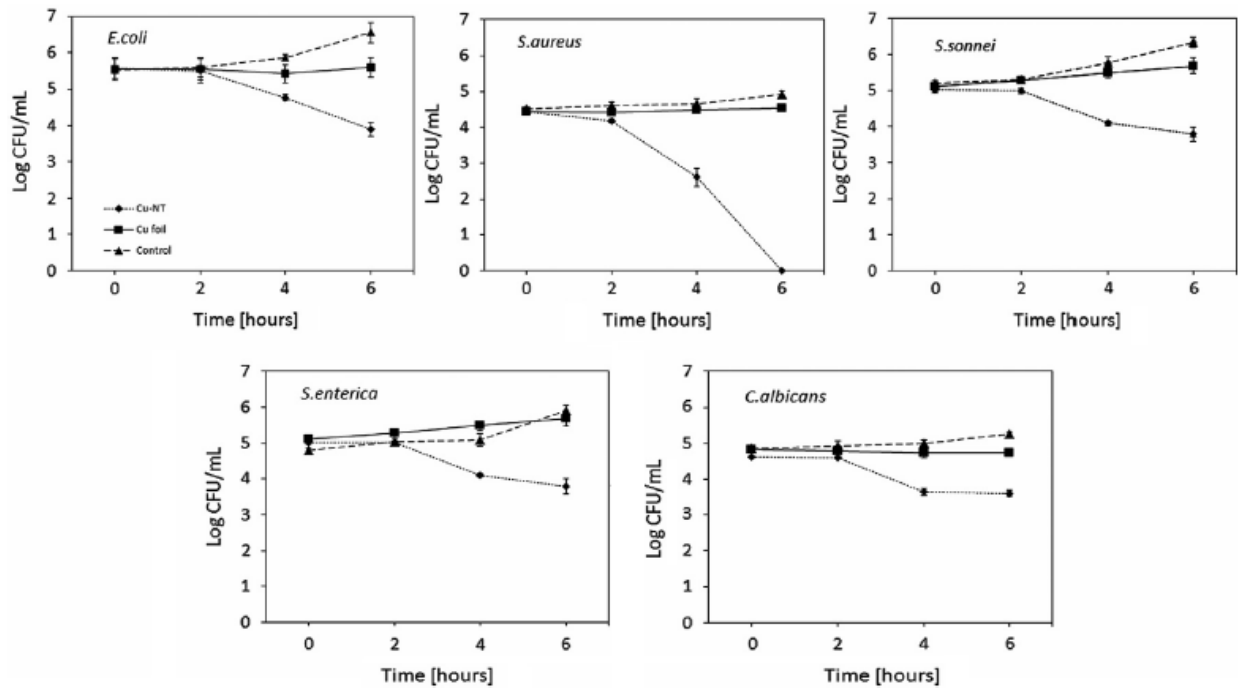 E.coli
Log CFU/mL
7
6
5
4
3
2
1
0
Cu-NT
Cu foil
Control
0 2 4 6
Time [hours]
S.aureus
Log CFU/mL
7
6
5
4
3
2
1
0
0 2 4 6
Time [hours]
S.sonnei
Log CFU/mL
7
6
5
4
3
2
1
0
0 2 4 6
Time [hours]
S.enterica
Log CFU/mL
7
6
5
4
3
2
1
0
0 2 4 6
Time [hours]
C.albicans
Log CFU/mL
7
6
5
4
3
2
1
0
0 2 4 6
Time [hours]